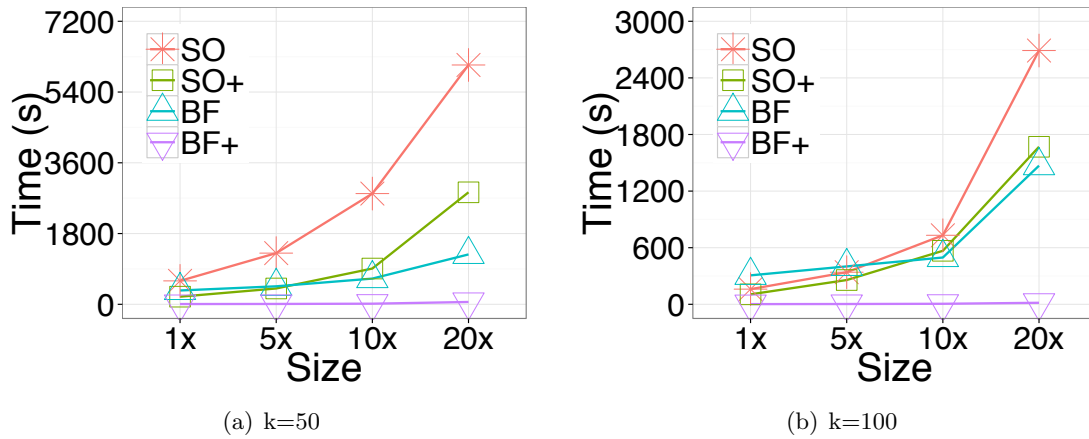 7200
5400
3600
1800
0
Time (s)
SO
SO+
BF
BF+
1x 5x 10x 20x
Size
(a) k=50
3000
2400
1800
1200
600
0
Time (s)
SO
SO+
BF
BF+
1x 5x 10x 20x
Size
(b) k=100